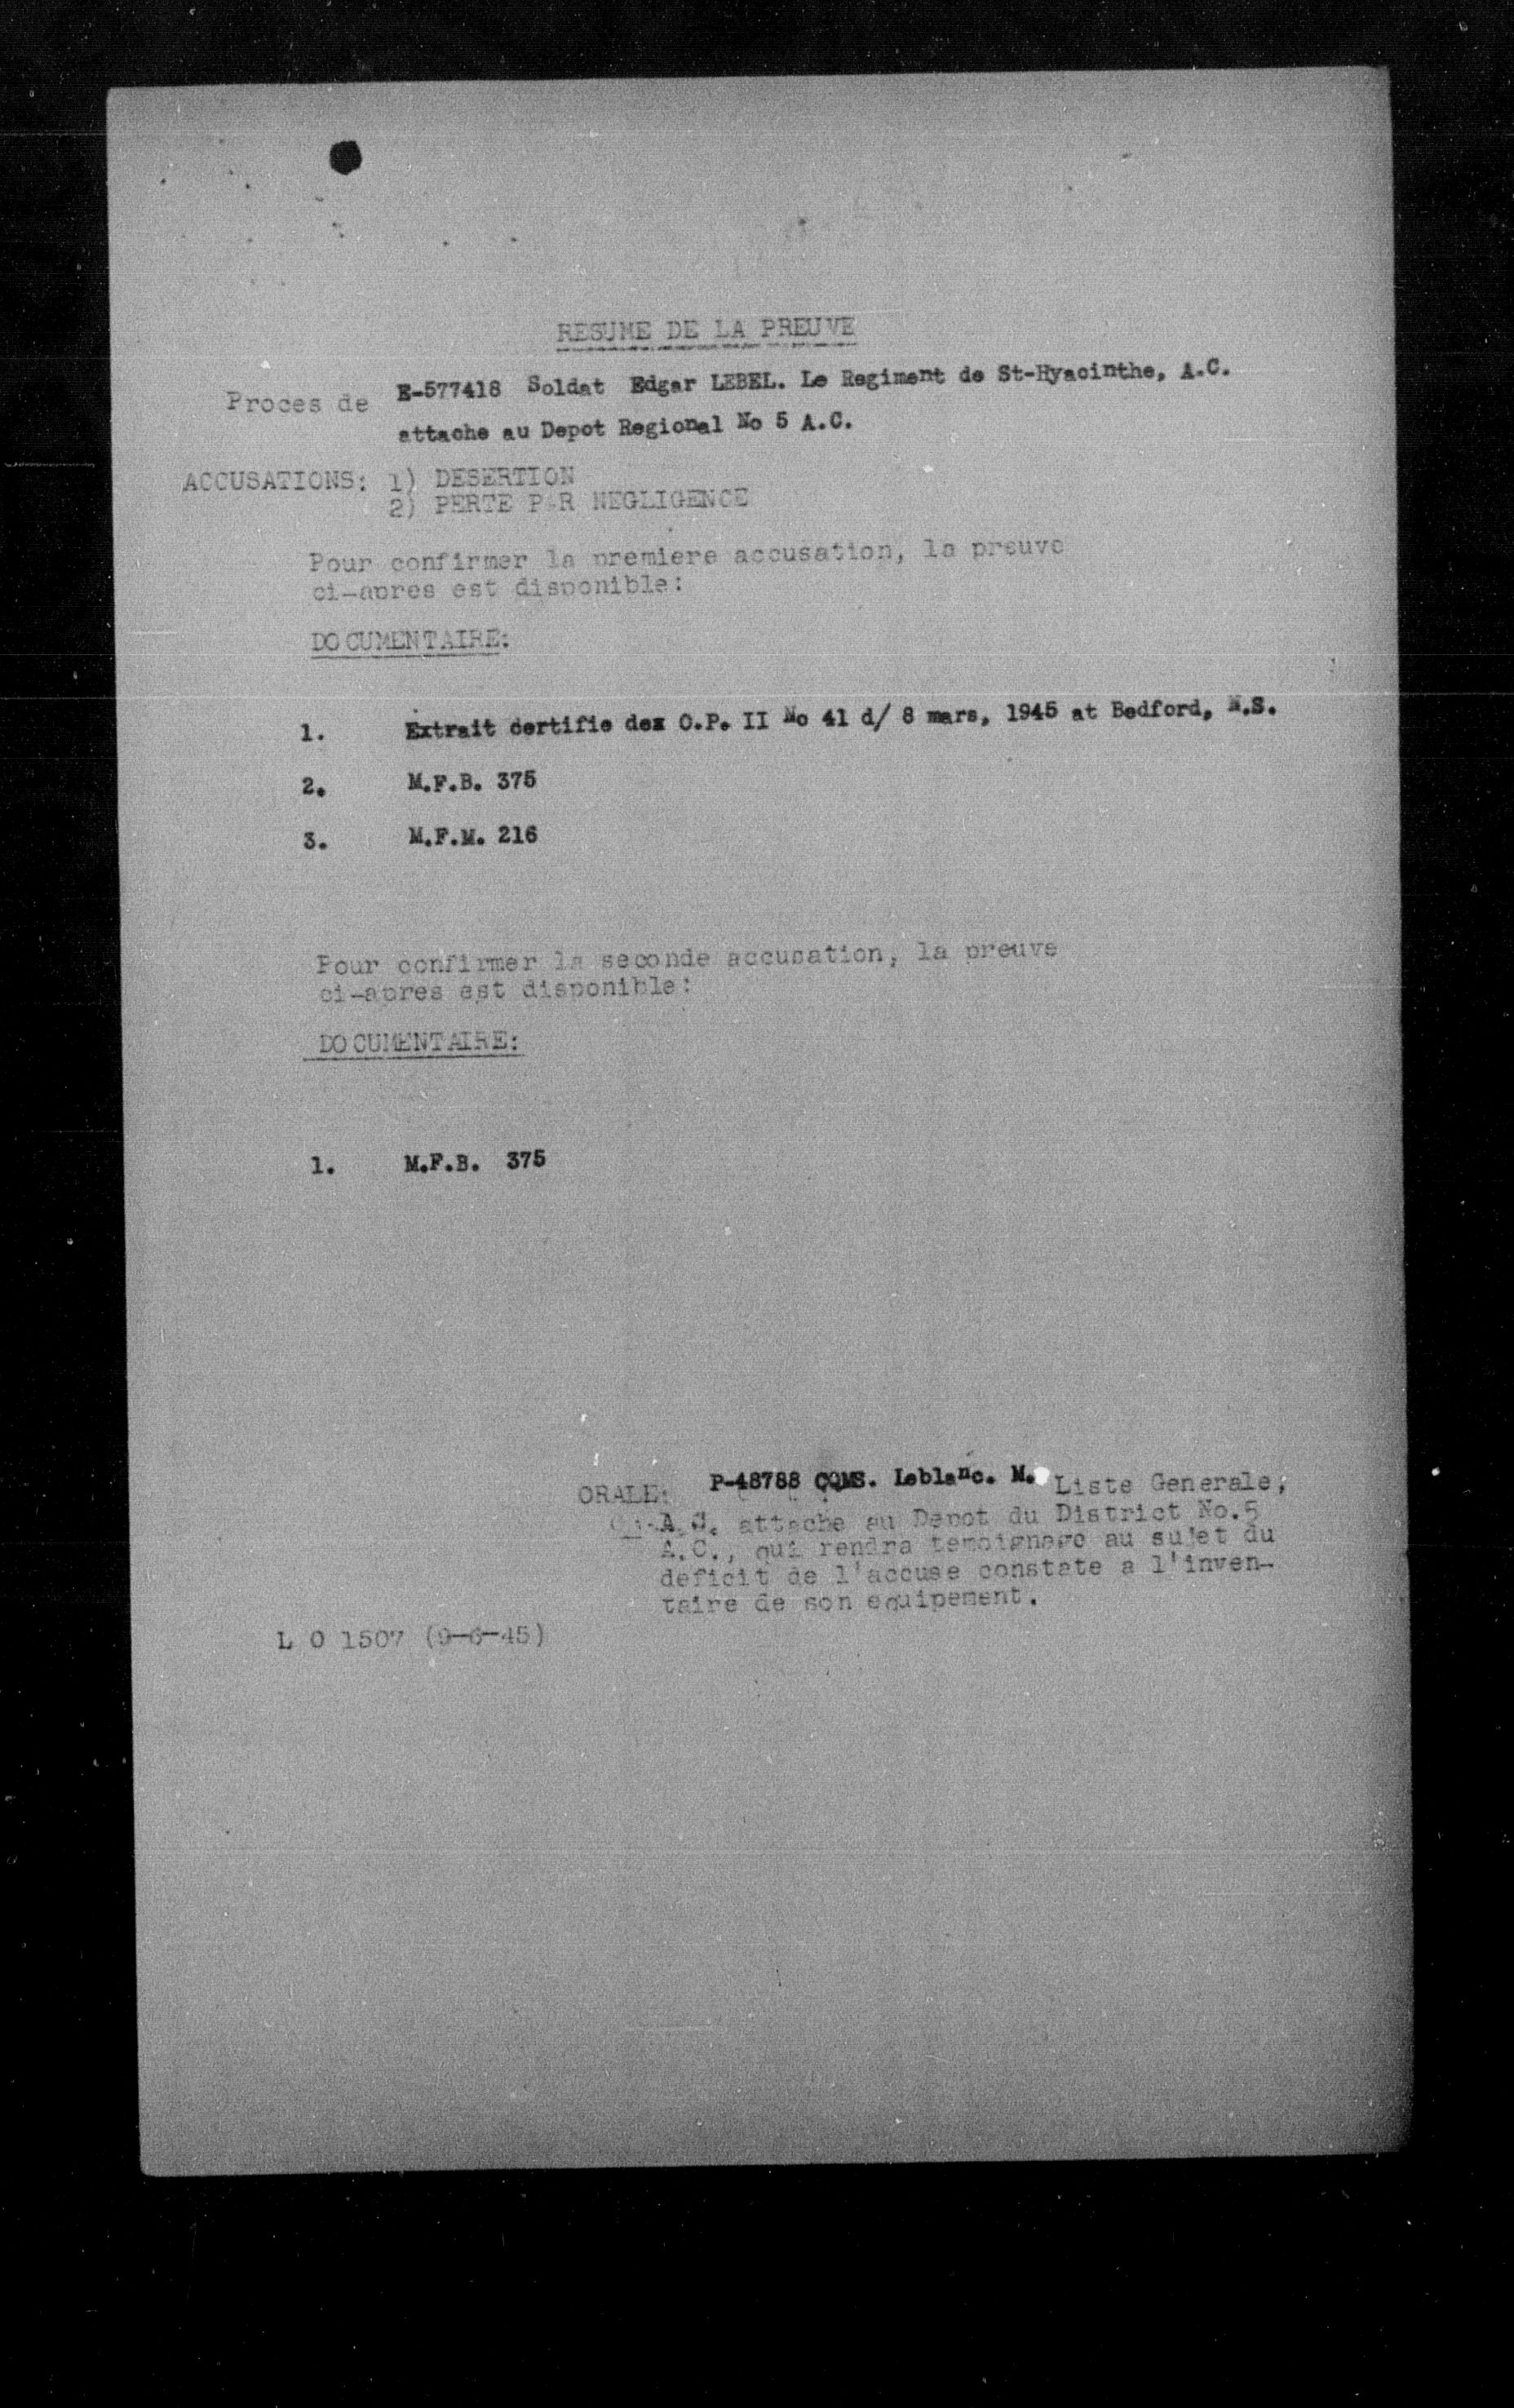 RESUME DE LA PREUVE
Proces de E-577418 Soldat Edgar LEBEL. Le Regiment de St-Hyacinthe, A.C.
attache au Depot Regional No 5 A.C.
ACCUSATIONS: 1) DESERTION
2) PERTE PAR NEGLIGENCE
Pour confirmer la premiere accusation, la preuve
ci-apres est disponible:
DOCUMENTAIRE:
1. Extrait certifie des O.P. II No 41 d/ 8 mars, 1945 at Bedford, N.S.
2. M.F.B. 375
3. M.F.M. 216
Pour confirmer la seconde accusation, la preuve
ci-apres est disponible:
DOCUMENTAIRE:
1. M.F.B. 375
ORALE: P-48788 CQMS. Leblanc. M. Liste Generale,
A.C. attache au Depot du District No.5
A.C., qui rendra temoignage au sujet du
deficit de l'accuse constate a l'inven-
taire de son equipement.
L O 1507 (9-6-45)